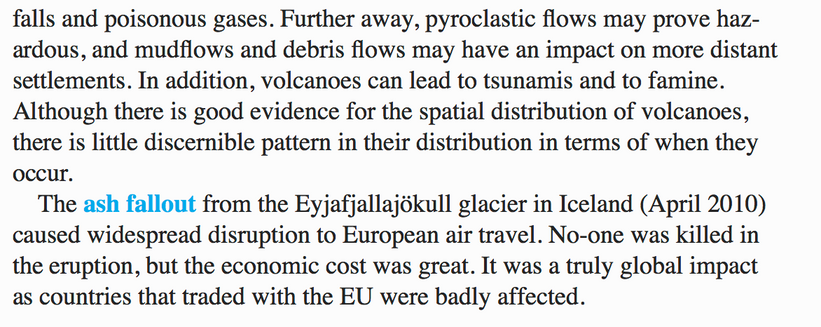 falls and poisonous gases. Further away, pyroclastic flows may prove haz-
ardous, and mudflows and debris flows may have an impact on more distant
settlements. In addition, volcanoes can lead to tsunamis and to famine.
Although there is good evidence for the spatial distribution of volcanoes,
there is little discernible pattern in their distribution in terms of when they
occur.
The ash fallout from the Eyjafjallajökull glacier in Iceland (April 2010)
caused widespread disruption to European air travel. No-one was killed in
the eruption, but the economic cost was great. It was a truly global impact
as countries that traded with the EU were badly affected.